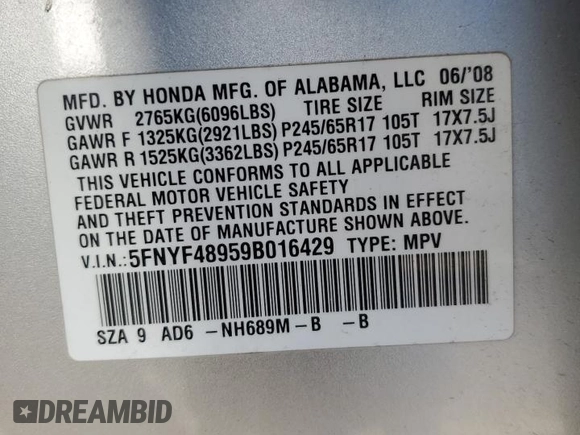 MFD. BY HONDA MFG. OF ALABAMA, LLC 06/'08
GVWR 2765KG(6096LBS) TIRE SIZE RIM SIZE
GAWR F 1325KG(2921LBS) P245/65R17 105T 17X7.5J
GAWR R 1525KG(3362LBS) P245/65R17 105T 17X7.5J
THIS VEHICLE CONFORMS TO ALL APPLICABLE
FEDERAL MOTOR VEHICLE SAFETY
AND THEFT PREVENTION STANDARDS IN EFFECT
ON THE DATE OF MANUFACTURE SHOWN ABOVE.
V.I.N.: 5FNYF48959B016429 TYPE: MPV
SZA 9 AD6 -NH689M-B -B
DREAMBID